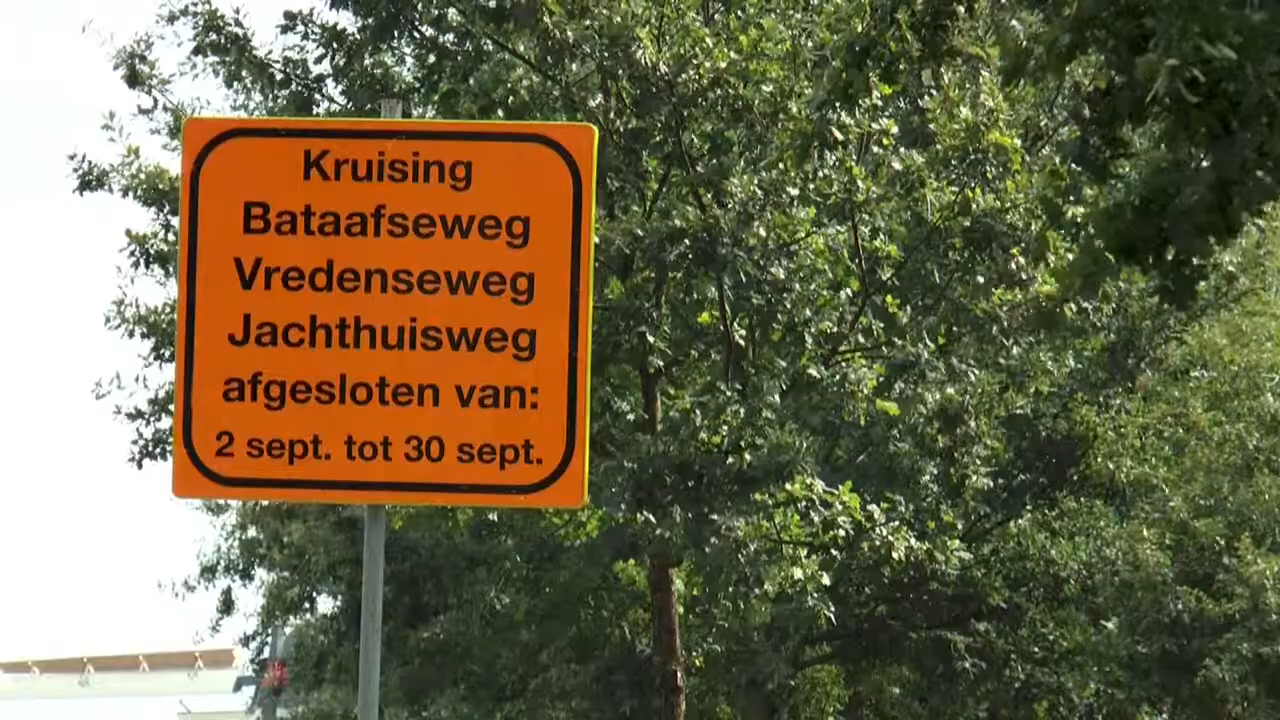 Kruising
Bataafseweg
Vredenseweg
Jachthuisweg
afgesloten van:
2 sept. tot 30 sept.